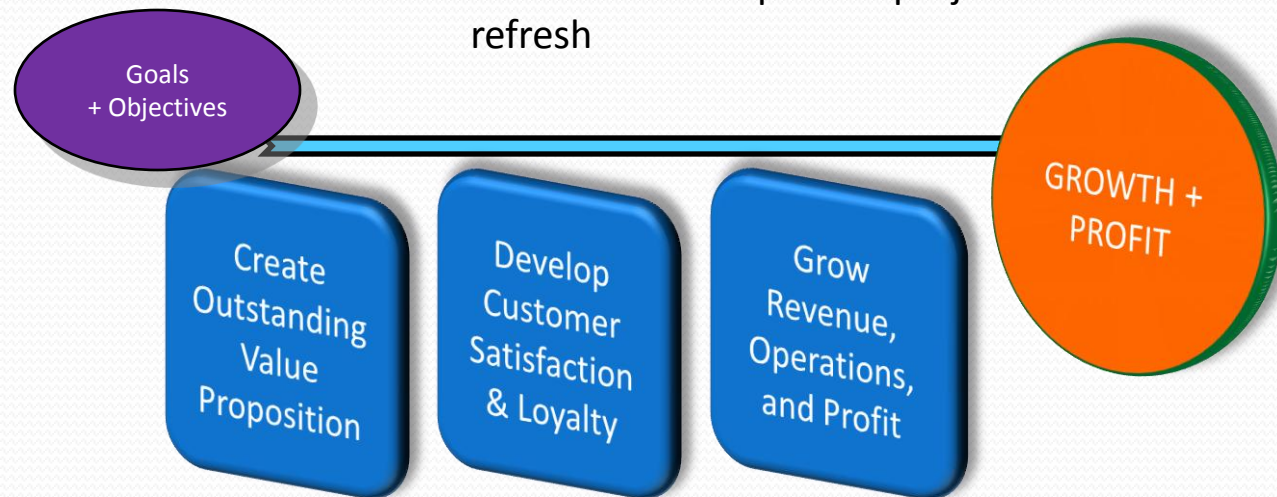 refresh
Goals
+ Objectives
GROWTH +
PROFIT
Create
Outstanding
Value
Proposition
Develop
Customer
Satisfaction
& Loyalty
Grow
Revenue,
Operations,
and Profit